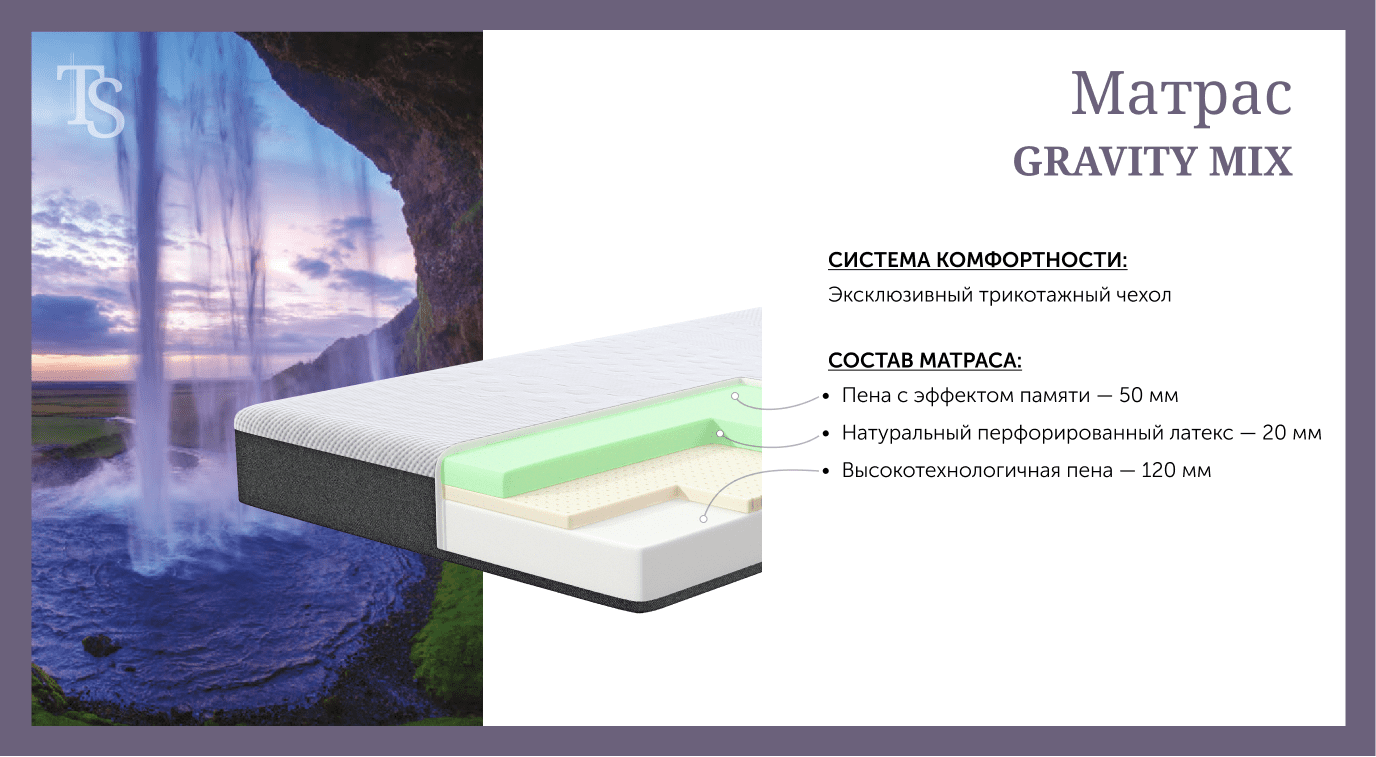 TS
Матрас
GRAVITY MIX
СИСТЕМА КОМФОРТНОСТИ:
Эксклюзивный трикотажный чехол
СОСТАВ МАТРАСА:
• Пена с эффектом памяти — 50 мм
• Натуральный перфорированный латекс — 20 мм
• Высокотехнологичная пена — 120 мм